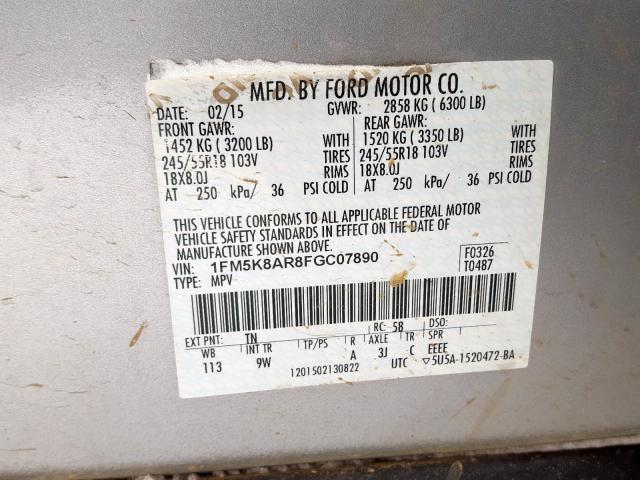 MFD. BY FORD MOTOR CO.
DATE: 02/15 GVWR: 2858 KG ( 6300 LB)
FRONT GAWR: REAR GAWR:
1452 KG ( 3200 LB) WITH 1520 KG ( 3350 LB) WITH
245/55R18 103V TIRES 245/55R18 103V TIRES
18X8.0J RIMS 18X8.0J RIMS
AT 250 kPa/ 36 PSI COLD AT 250 kPa/ 36 PSI COLD
THIS VEHICLE CONFORMS TO ALL APPLICABLE FEDERAL MOTOR
VEHICLE SAFETY STANDARDS IN EFFECT ON THE DATE OF
MANUFACTURE SHOWN ABOVE.
VIN: 1FM5K8AR8FGC07890 F0326
TYPE: MPV T0487
EXT PNT: TN RC: 58 DSO:
WB INT TR TP/PS R AXLE TR SPR
113 9W A 3J C EEEE
1201502130822 UTC ▽5U5A-1520472-BA